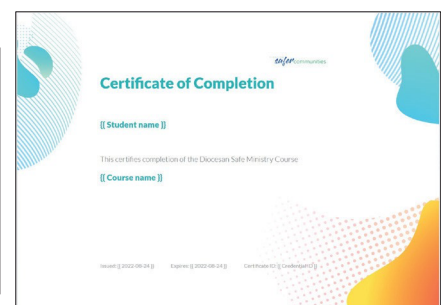 safer communities
Certificate of Completion
[[ Student name ]]
This certifies completion of the Diocesan Safe Ministry Course
[[ Course name ]]
Issued [[ 2022-08-24 ]] Expires [[ 2022-08-24 ]] Certificate ID [[ CredentialID ]]